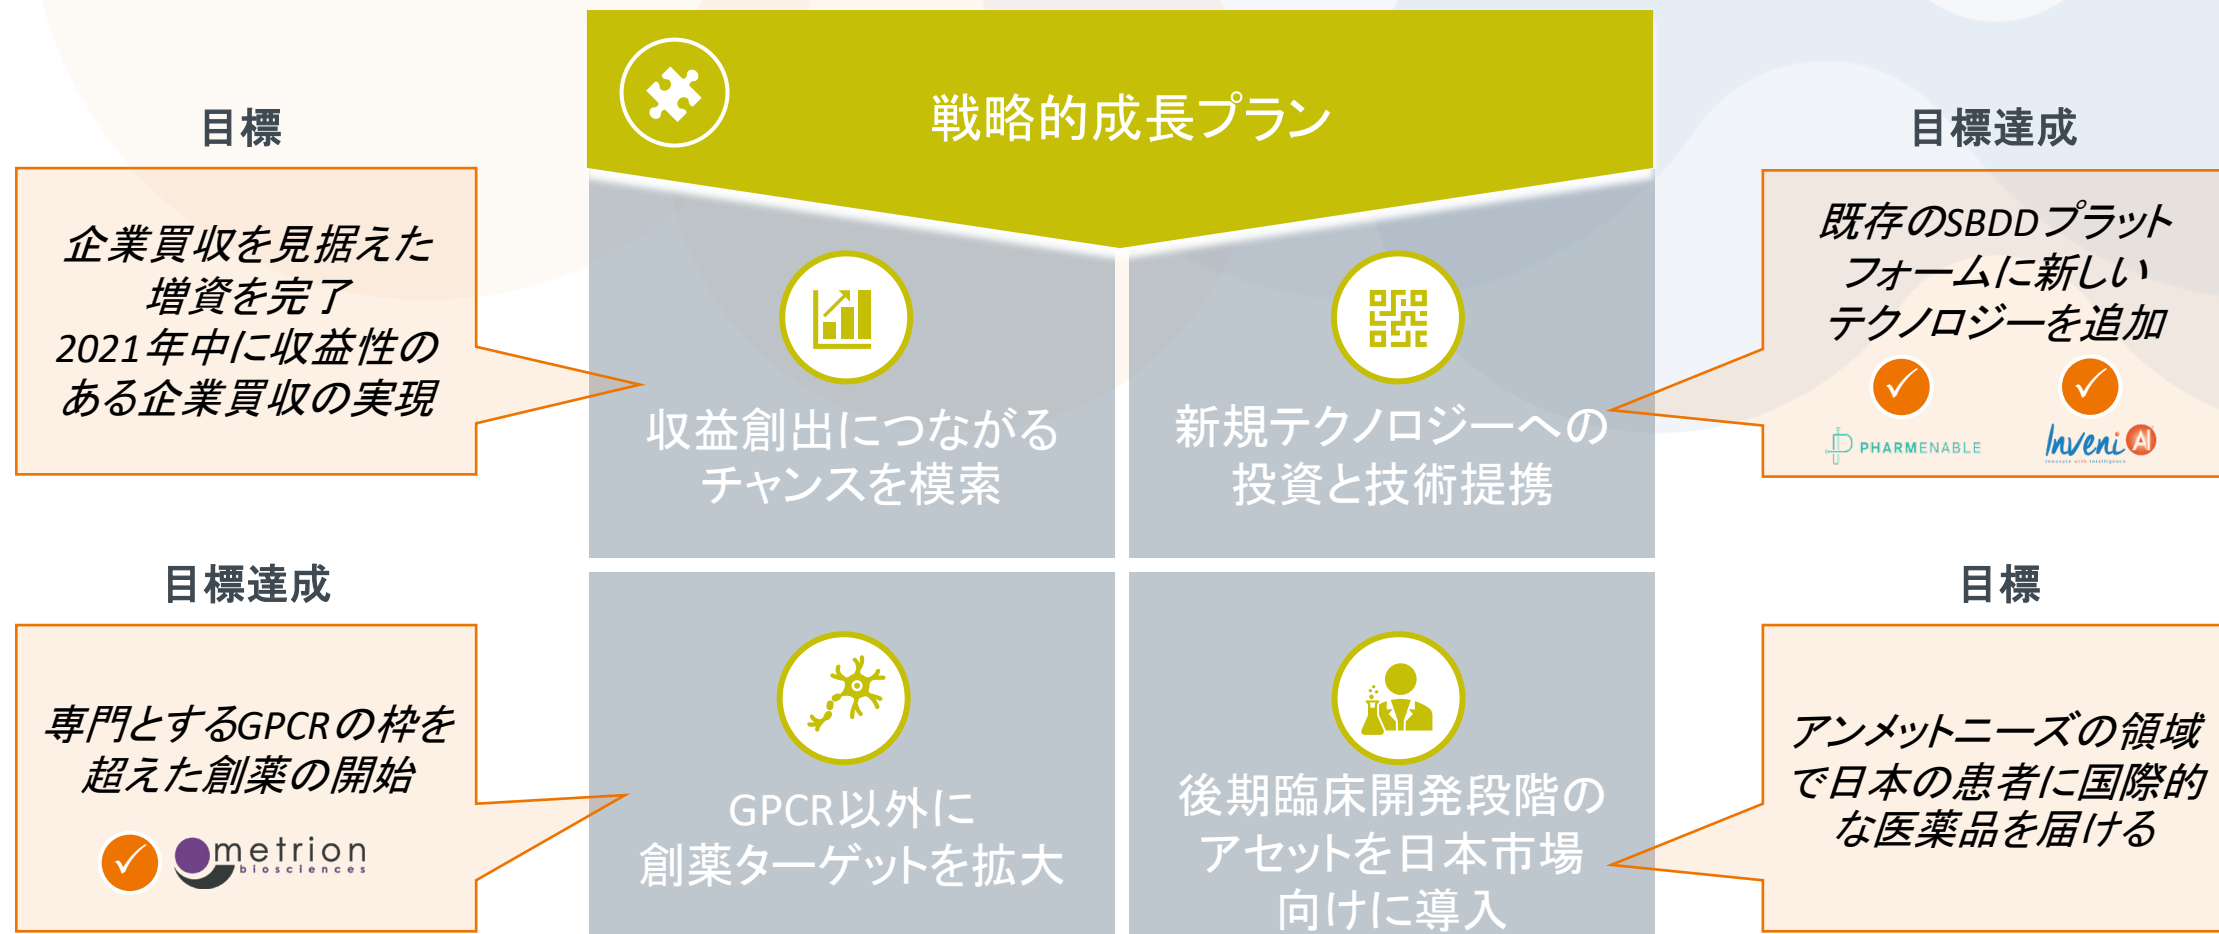 戦略的成長プラン
目標
企業買収を見据えた
増資を完了
2021年中に収益性の
ある企業買収の実現
収益創出につながる
チャンスを模索
新規テクノロジーへの
投資と技術提携
目標達成
既存のSBDDプラット
フォームに新しい
テクノロジーを追加
PHARMENABLE
Inveni AI
Innovate with Intelligence
目標達成
専門とするGPCRの枠を
超えた創薬の開始
metrion
biosciences
GPCR以外に
創薬ターゲットを拡大
後期臨床開発段階の
アセットを日本市場
向けに導入
目標
アンメットニーズの領域
で日本の患者に国際的
な医薬品を届ける